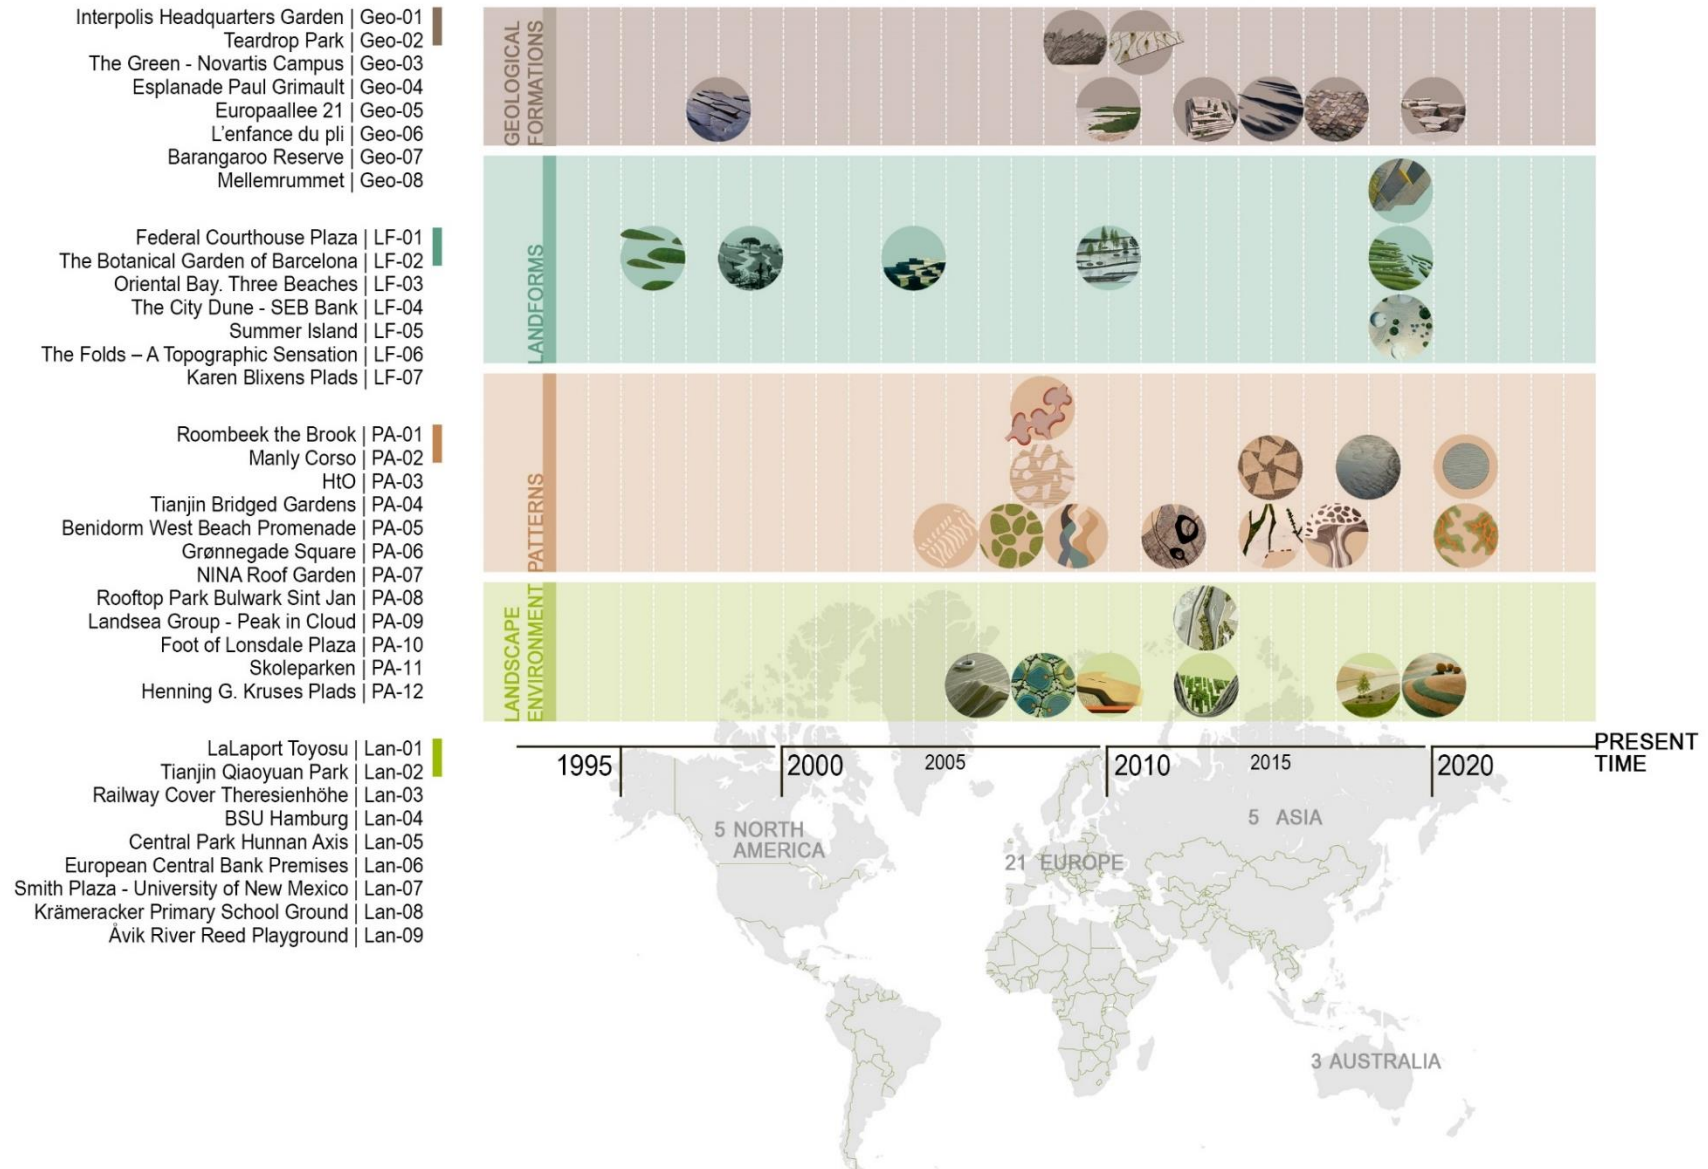 Interpolis Headquarters Garden | Geo-01
Teardrop Park | Geo-02
The Green - Novartis Campus | Geo-03
Esplanade Paul Grimault | Geo-04
Europaallee 21 | Geo-05
L'enfance du pli | Geo-06
Barangaroo Reserve | Geo-07
Mellemrummet | Geo-08
Federal Courthouse Plaza | LF-01
The Botanical Garden of Barcelona | LF-02
Oriental Bay. Three Beaches | LF-03
The City Dune - SEB Bank | LF-04
Summer Island | LF-05
The Folds – A Topographic Sensation | LF-06
Karen Blixens Plads | LF-07
Roombeek the Brook | PA-01
Manly Corso | PA-02
HtO | PA-03
Tianjin Bridged Gardens | PA-04
Benidorm West Beach Promenade | PA-05
Grønnegade Square | PA-06
NINA Roof Garden | PA-07
Rooftop Park Bulwark Sint Jan | PA-08
Landsea Group - Peak in Cloud | PA-09
Foot of Lonsdale Plaza | PA-10
Skoleparken | PA-11
Henning G. Kruses Plads | PA-12
LaLaport Toyosu | Lan-01
Tianjin Qiaoyuan Park | Lan-02
Railway Cover Theresienhöhe | Lan-03
BSU Hamburg | Lan-04
Central Park Hunnan Axis | Lan-05
European Central Bank Premises | Lan-06
Smith Plaza - University of New Mexico | Lan-07
Krämeracker Primary School Ground | Lan-08
Åvik River Reed Playground | Lan-09
GEOLOGICAL
FORMATIONS
LANDFORMS
PATTERNS
LANDSCAPE
ENVIRONMENT
1995
2000
2005
2010
2015
2020
PRESENT
TIME
5 NORTH
AMERICA
21 EUROPE
5 ASIA
3 AUSTRALIA